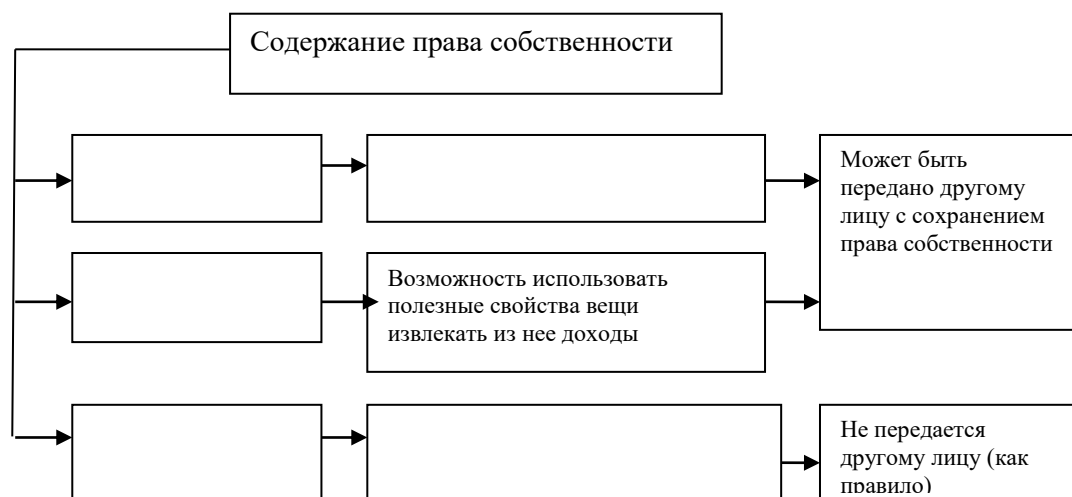 Содержание права собственности
Может быть
передано другому
лицу с сохранением
права собственности
Возможность использовать
полезные свойства вещи
извлекать из нее доходы
Не передается
другому лицу (как
правило)